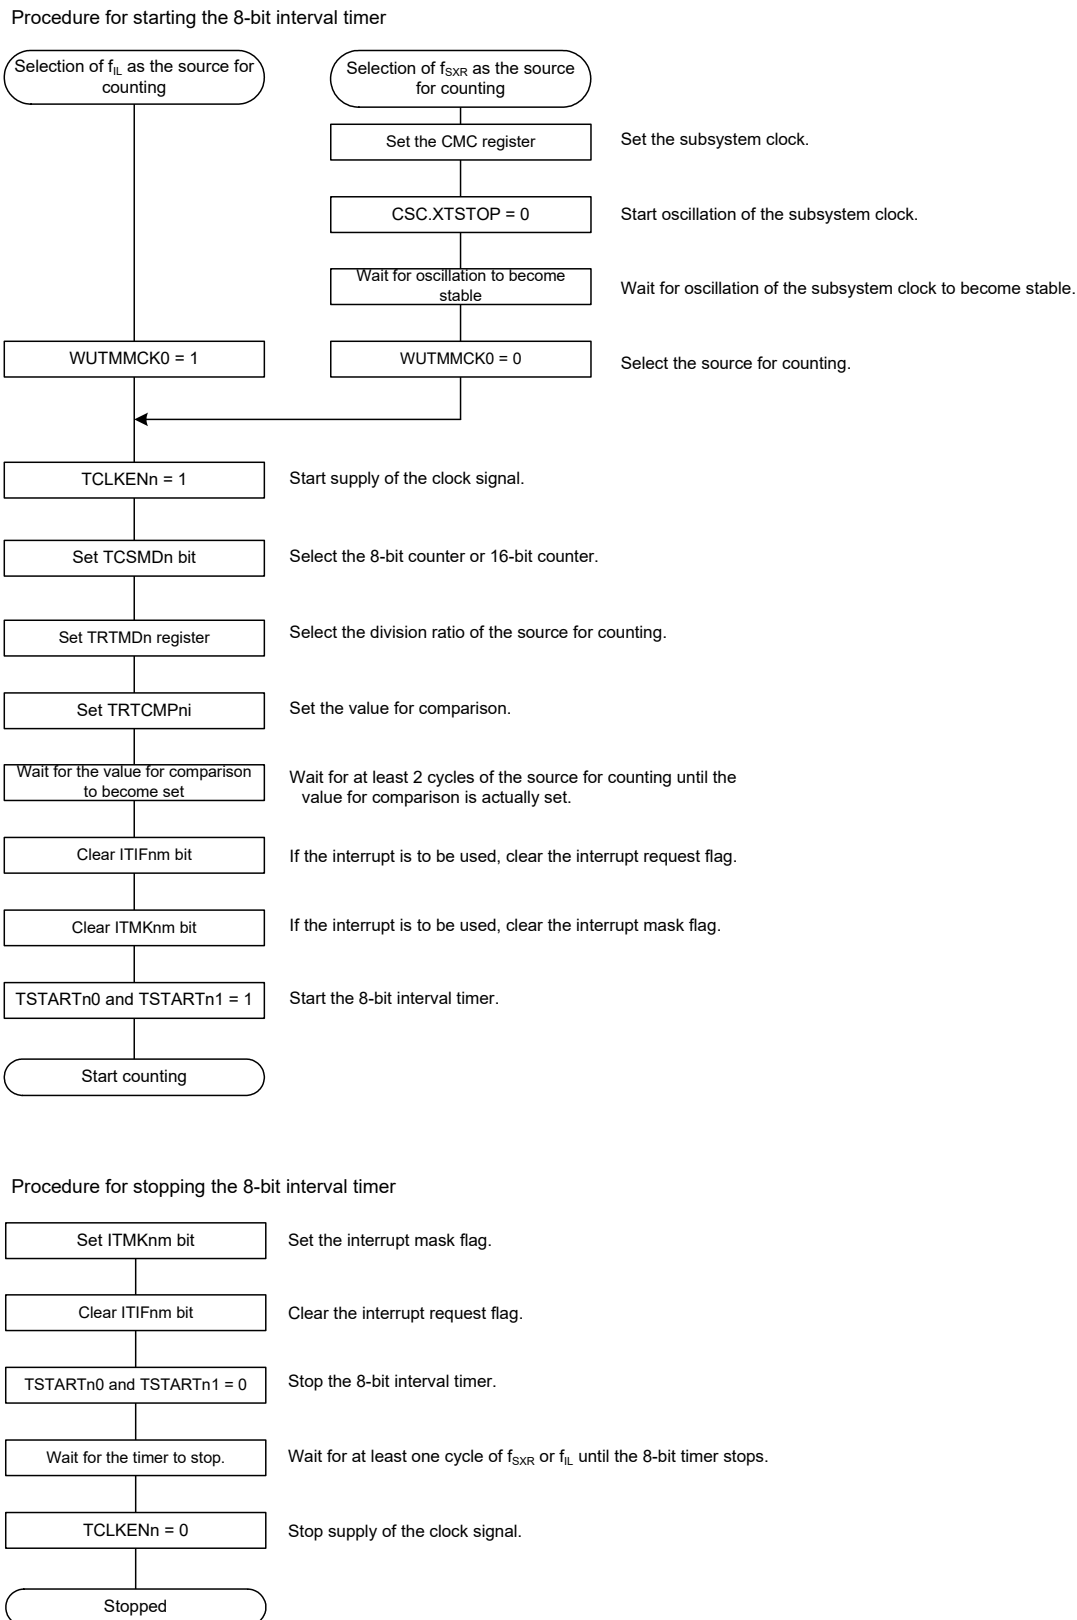 Procedure for starting the 8-bit interval timer
Selection of fIL as the source for
counting
Selection of fSXR as the source
for counting
Set the CMC register
Set the subsystem clock.
CSC.XTSTOP = 0
Start oscillation of the subsystem clock.
Wait for oscillation to become
stable
Wait for oscillation of the subsystem clock to become stable.
WUTMMCK0 = 1
WUTMMCK0 = 0
Select the source for counting.
TCLKENn = 1
Start supply of the clock signal.
Set TCSMDn bit
Select the 8-bit counter or 16-bit counter.
Set TRTMDn register
Select the division ratio of the source for counting.
Set TRTCMPni
Set the value for comparison.
Wait for the value for comparison
to become set
Wait for at least 2 cycles of the source for counting until the
value for comparison is actually set.
Clear ITIFnm bit
If the interrupt is to be used, clear the interrupt request flag.
Clear ITMKnm bit
If the interrupt is to be used, clear the interrupt mask flag.
TSTARTn0 and TSTARTn1 = 1
Start the 8-bit interval timer.
Start counting
Procedure for stopping the 8-bit interval timer
Set ITMKnm bit
Set the interrupt mask flag.
Clear ITIFnm bit
Clear the interrupt request flag.
TSTARTn0 and TSTARTn1 = 0
Stop the 8-bit interval timer.
Wait for the timer to stop.
Wait for at least one cycle of fSXR or fIL until the 8-bit timer stops.
TCLKENn = 0
Stop supply of the clock signal.
Stopped